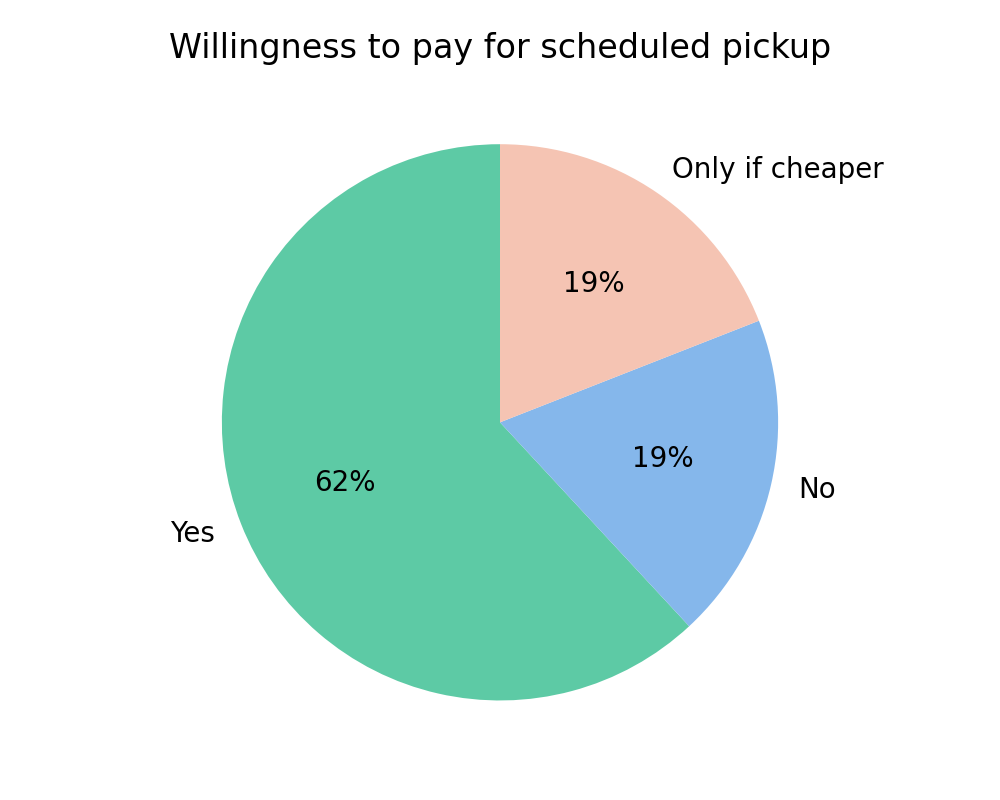 Willingness to pay for scheduled pickup
Only if cheaper
19%
19%
No
62%
Yes